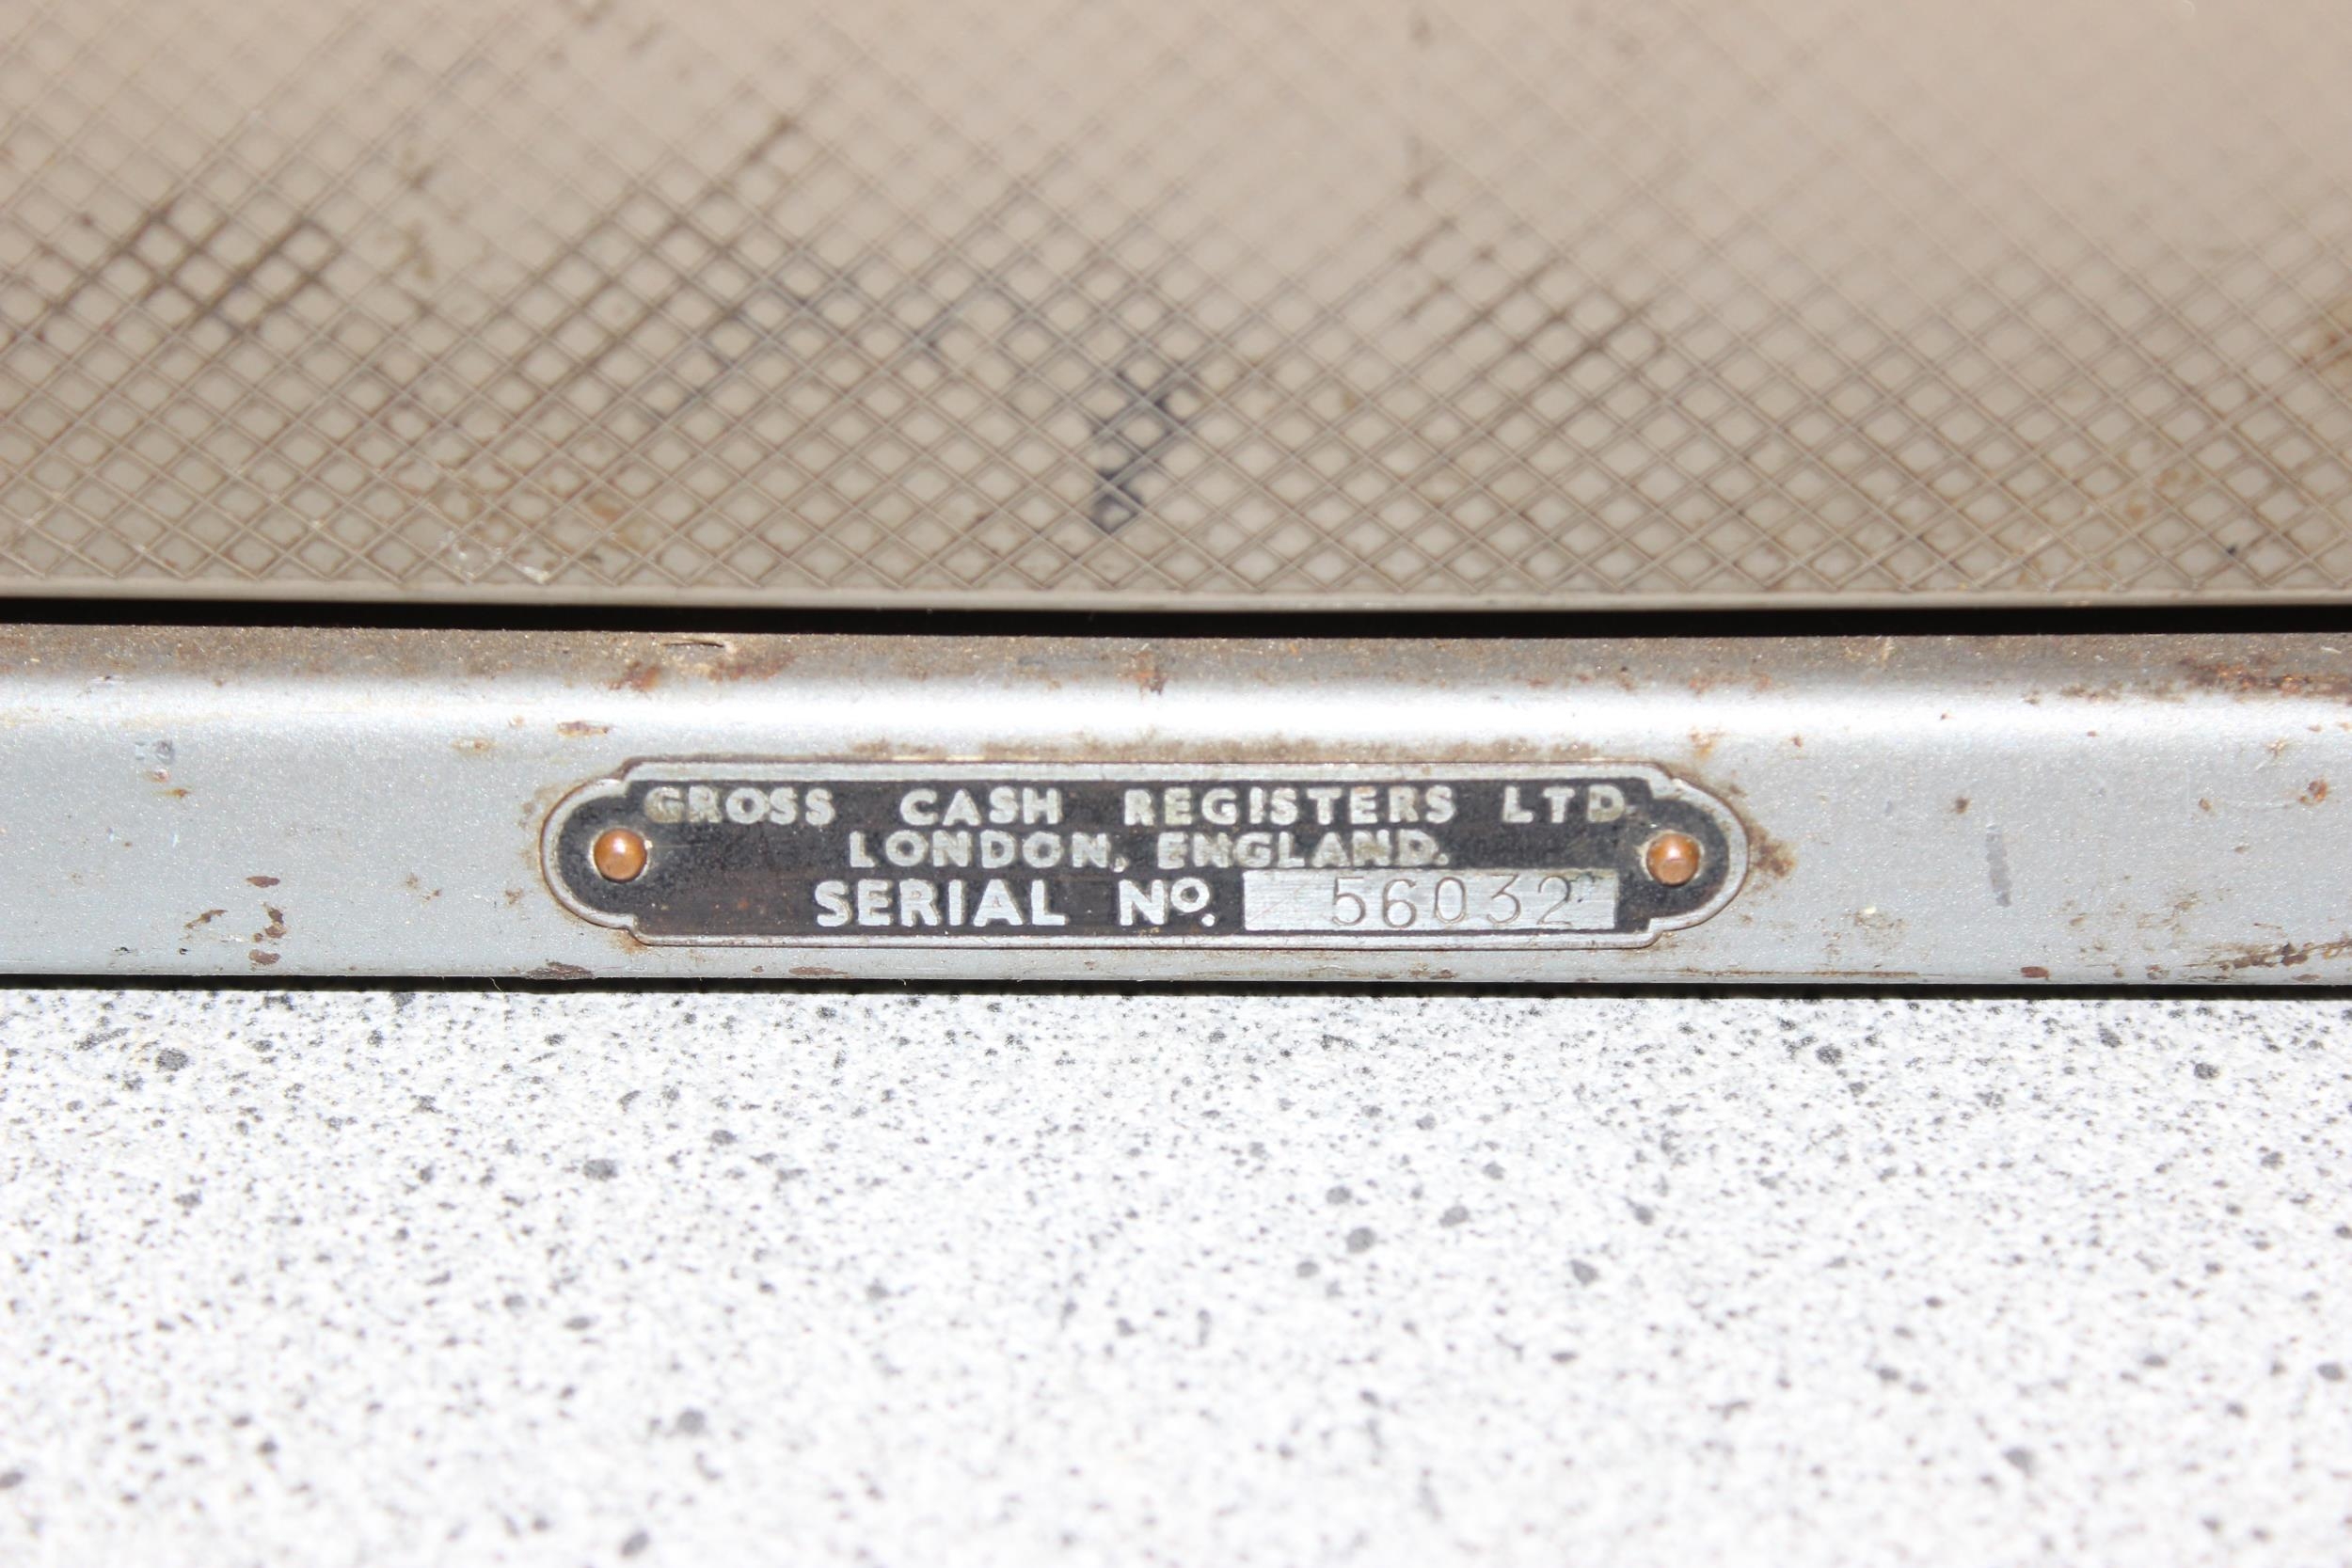 GROSS CASH REGISTERS LTD.
LONDON, ENGLAND.
SERIAL No. 56032